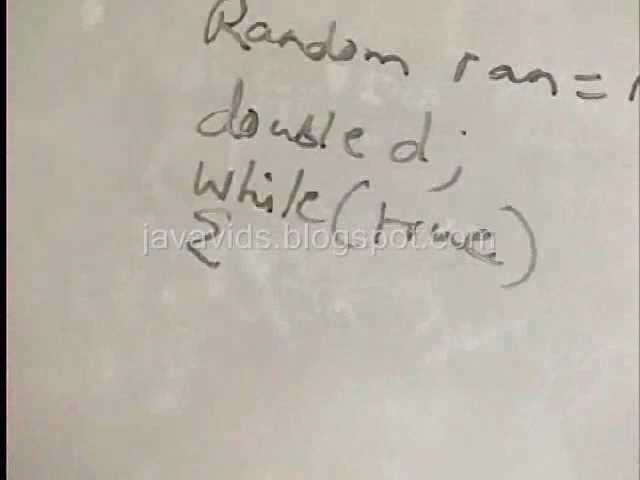 Random ran =
double d;
while(true)
{
javavids.blogspot.com